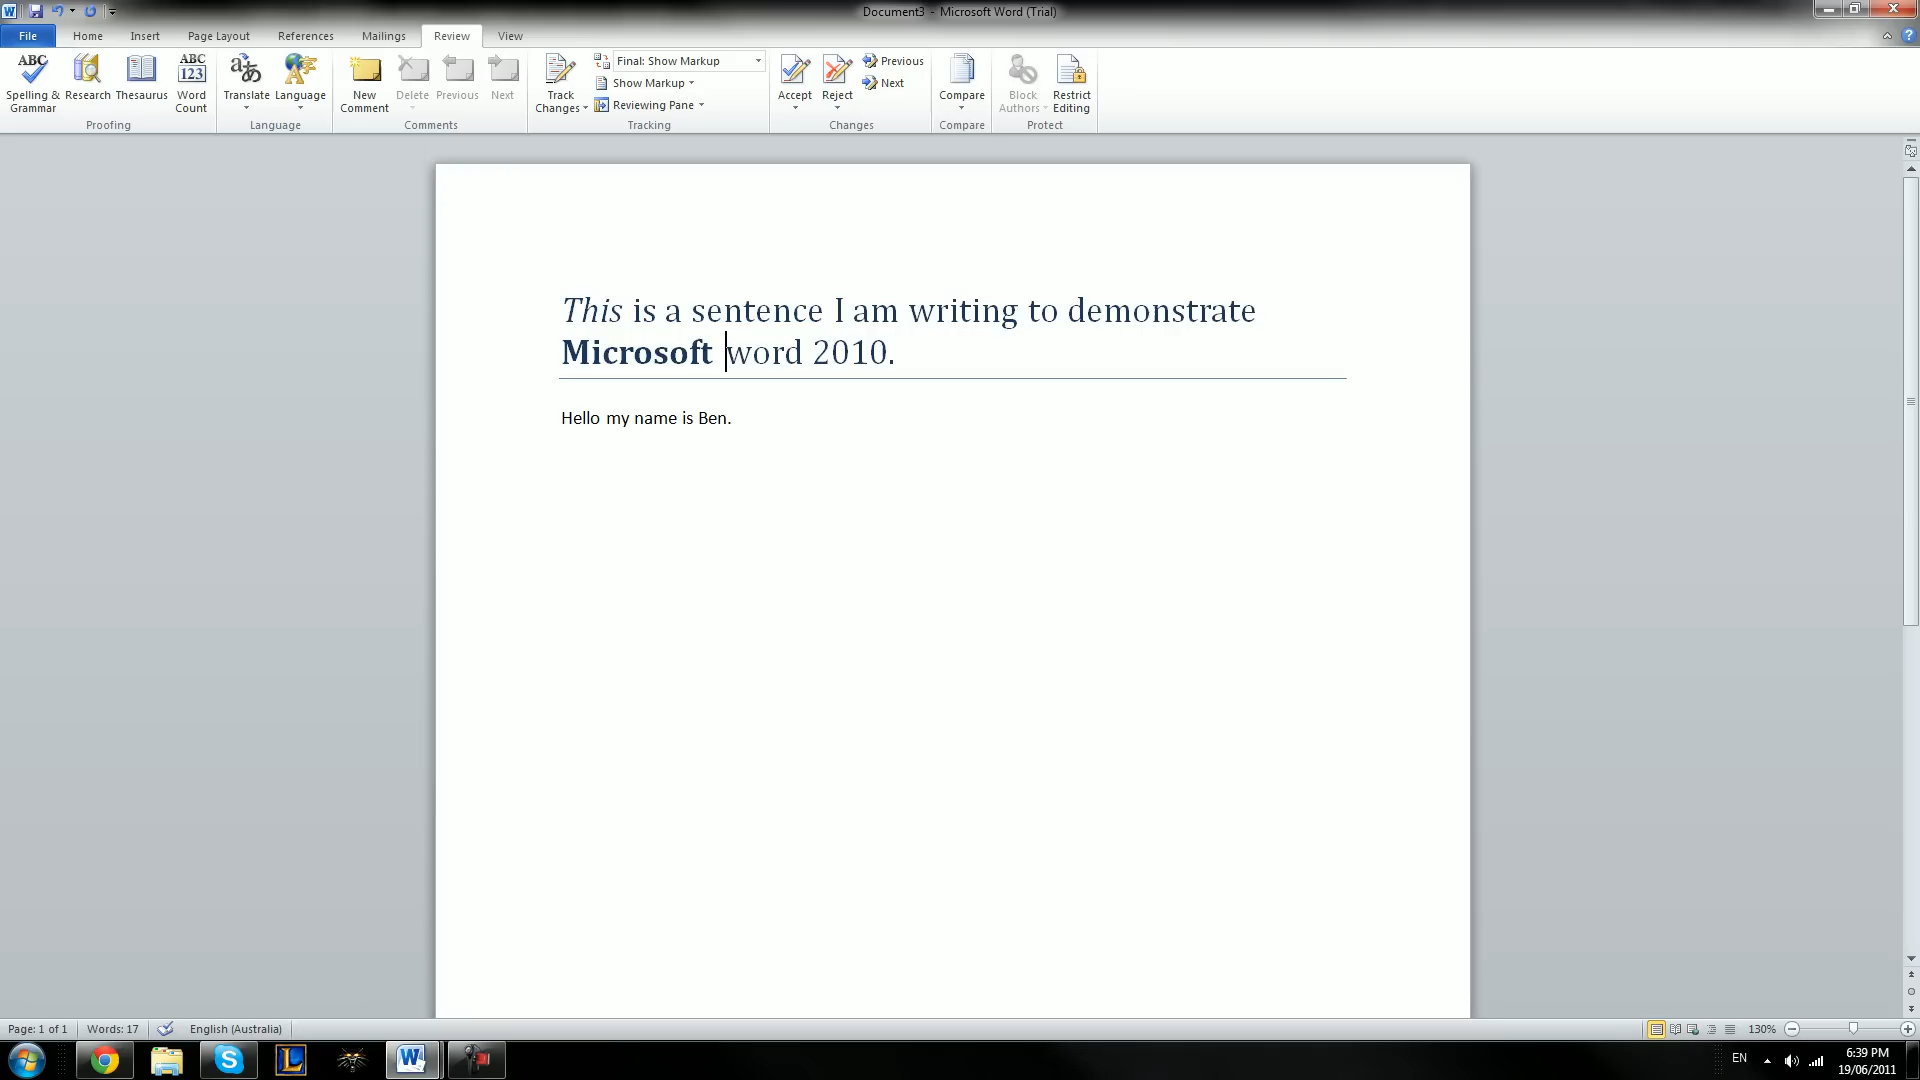 Document3 - Microsoft Word (Trial)
File Home Insert Page Layout References Mailings Review View
ABC Spelling & Grammar
Research
Thesaurus
ABC 123 Word Count
Proofing
Translate
Language
Language
New Comment
Delete
Previous
Next
Comments
Track Changes
Final: Show Markup
Show Markup
Reviewing Pane
Tracking
Accept
Reject
Previous
Next
Changes
Compare
Compare
Block Authors
Restrict Editing
Protect
This is a sentence I am writing to demonstrate
Microsoft word 2010.
Hello my name is Ben.
Page: 1 of 1 Words: 17 English (Australia) 130%
EN 6:39 PM
19/06/2011